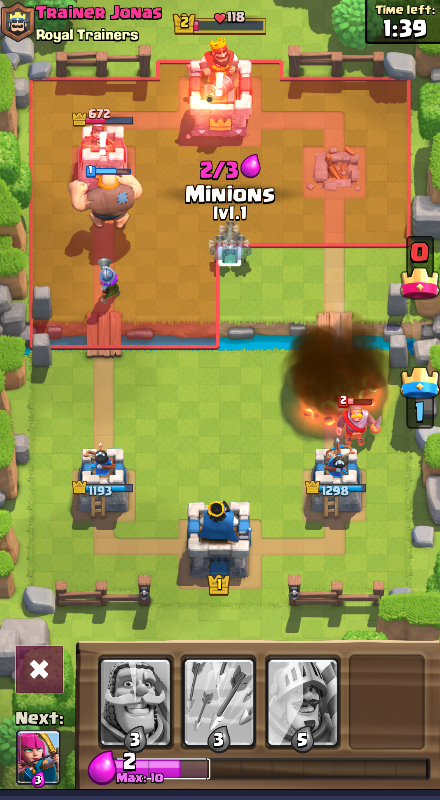 Trainer Jonas
Royal Trainers
2
118
Time left:
1:39
672
1
2/3
Minions
lvl.1
0
1
2
1193
1298
1
3
3
5
Next:
3
2
Max:10